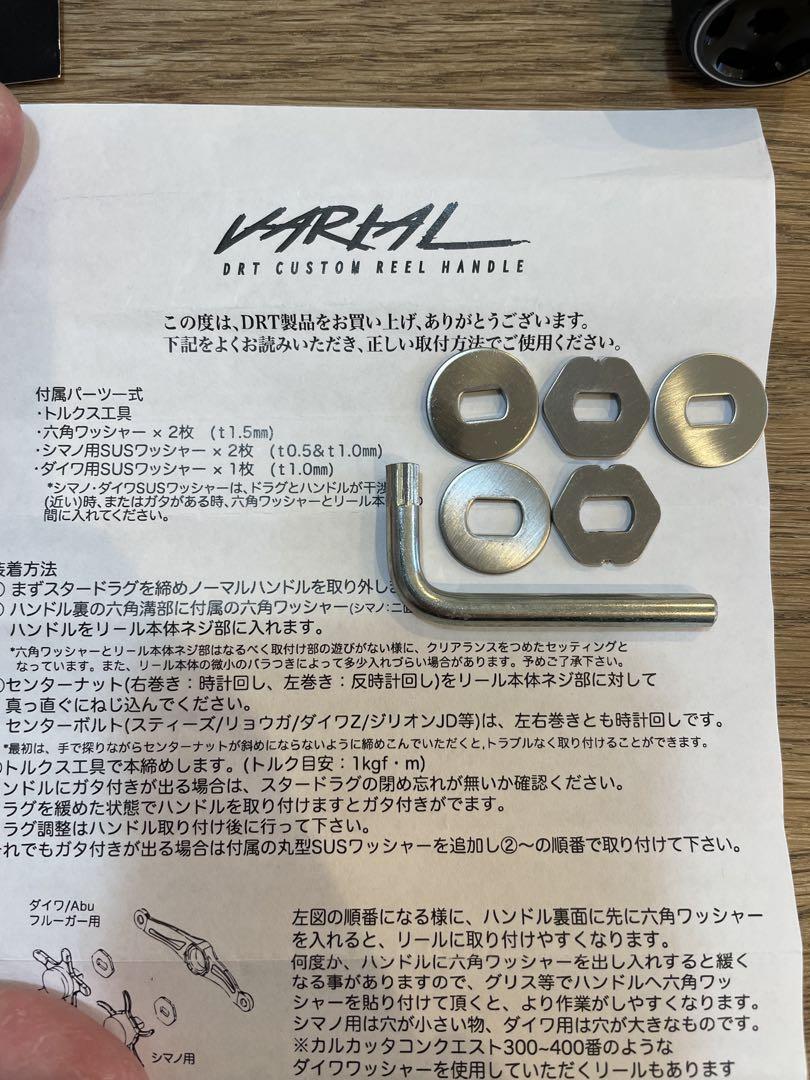 VARIAL
DRT CUSTOM REEL HANDLE
この度は、DRT製品をお買い上げ、ありがとうございます。
下記をよくお読みいただき、正しい取付方法でご使用ください。
付属パーツ一式
・トルクス工具
・六角ワッシャー × 2枚 (t1.5mm)
・シマノ用SUSワッシャー × 2枚 (t0.5&t1.0mm)
・ダイワ用SUSワッシャー × 1枚 (t1.0mm)
*シマノ・ダイワSUSワッシャーは、ドラグとハンドルが干渉
(近い)時、またはガタがある時、六角ワッシャーとリール本
間に入れてください。
装着方法
まずスタードラグを締めノーマルハンドルを取り外し
ハンドル裏の六角溝部に付属の六角ワッシャー(シマノ:二
ハンドルをリール本体ネジ部に入れます。
*六角ワッシャーとリール本体ネジ部はなるべく取付け部の遊びがない様に、クリアランスをつめたセッティングと
なっています。また、リール本体の微小のバラつきによって多少入れづらい場合があります。予めご了承下さい。
センターナット(右巻き:時計回し、左巻き:反時計回し)をリール本体ネジ部に対して
真っ直ぐにねじ込んでください。
センターボルト(スティーズ/リョウガ/ダイワZ/ジリオンJD等)は、左右巻きとも時計回しです。
*最初は、手で探りながらセンターナットが斜めにならないように締めこんでいただくと、トラブルなく取り付けることができます。
トルクス工具で本締めします。(トルク目安:1kgf・m)
ンドルにガタ付きが出る場合は、スタードラグの閉め忘れが無いか確認ください。
ラグを緩めた状態でハンドルを取り付けますとガタ付きがでます。
ラグ調整はハンドル取り付け後に行って下さい。
れでもガタ付きが出る場合は付属の丸型SUSワッシャーを追加し②〜の順番で取り付けて下さい。
ダイワ/Abu
フルーガー用
シマノ用
左図の順番になる様に、ハンドル裏面に先に六角ワッシャー
を入れると、リールに取り付けやすくなります。
何度か、ハンドルに六角ワッシャーを出し入れすると緩く
なる事がありますので、グリス等でハンドルへ六角ワッ
シャーを貼り付けて頂くと、より作業がしやすくなります。
シマノ用は穴が小さい物、ダイワ用は穴が大きなものです。
※カルカッタコンクエスト300~400番のような
ダイワワッシャーを使用していただくリールもあります